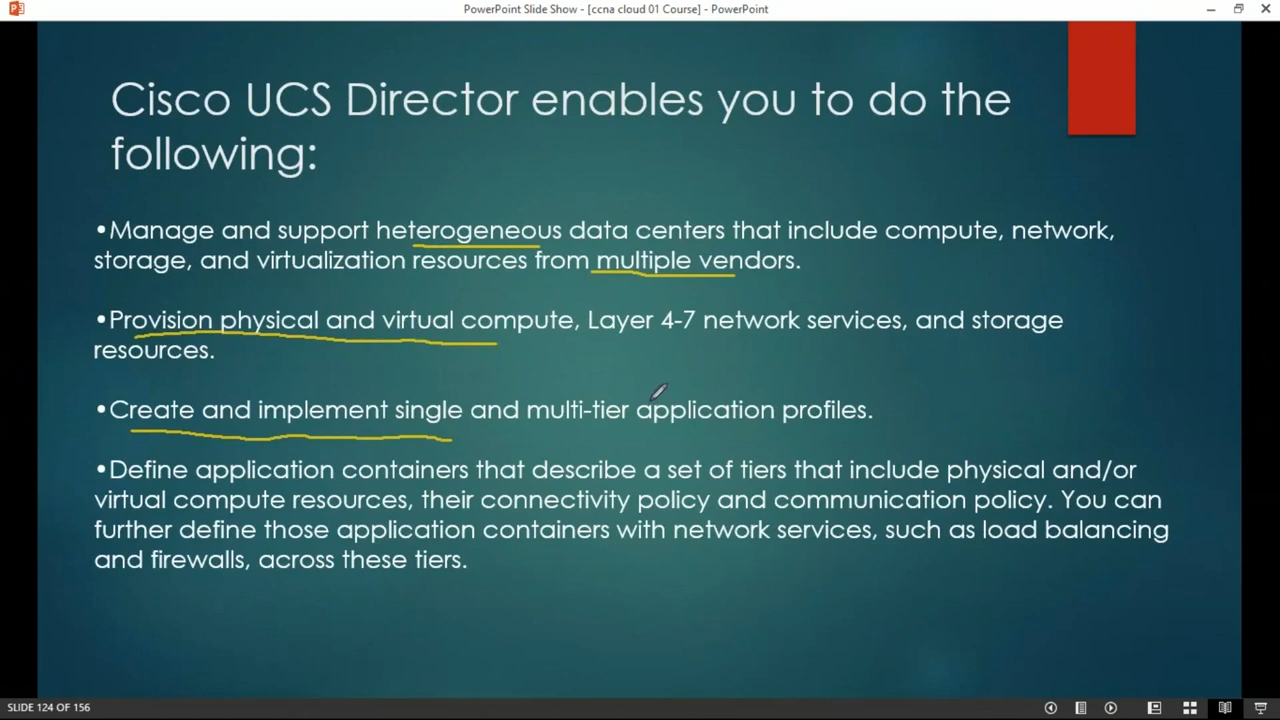 PowerPoint Slide Show - [ccna cloud 01 Course] - PowerPoint
Cisco UCS Director enables you to do the
following:
•Manage and support heterogeneous data centers that include compute, network,
storage, and virtualization resources from multiple vendors.
•Provision physical and virtual compute, Layer 4-7 network services, and storage
resources.
•Create and implement single and multi-tier application profiles.
•Define application containers that describe a set of tiers that include physical and/or
virtual compute resources, their connectivity policy and communication policy. You can
further define those application containers with network services, such as load balancing
and firewalls, across these tiers.
SLIDE 124 OF 156